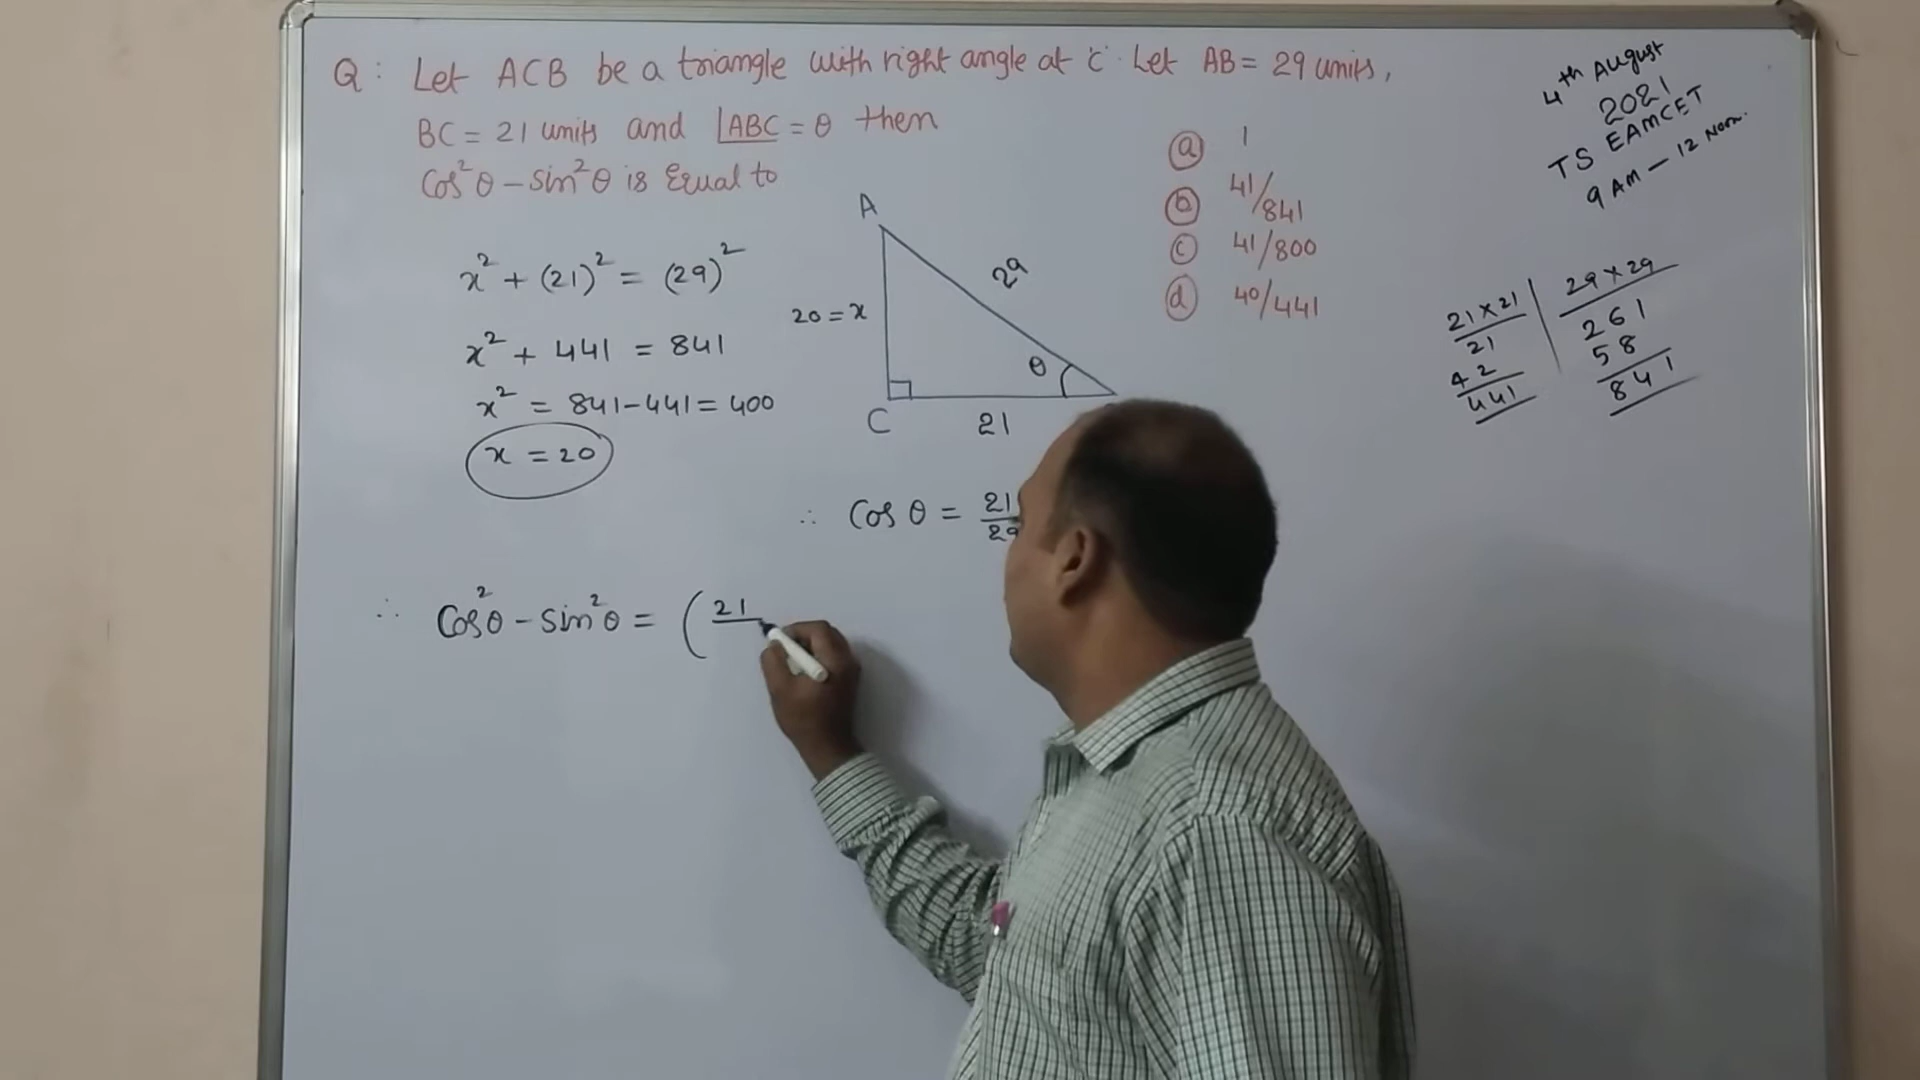 Q : Let ACB be a triangle with right angle at 'c'. Let AB = 29 units,
BC = 21 units and ∠ABC = θ then
Cos²θ - Sin²θ is Equal to
ⓐ 1
ⓑ 41/841
ⓒ 41/800
ⓓ 40/441
4th August
2021
TS EAMCET
9 AM - 12 Noon.
x² + (21)² = (29)²
x² + 441 = 841
x² = 841-441 = 400
x = 20
A
29
20 = x
θ
C
21
21×21
21
42
441
29×29
261
58
841
∴ Cos θ = 21/29
∴ Cos²θ - Sin²θ = (21